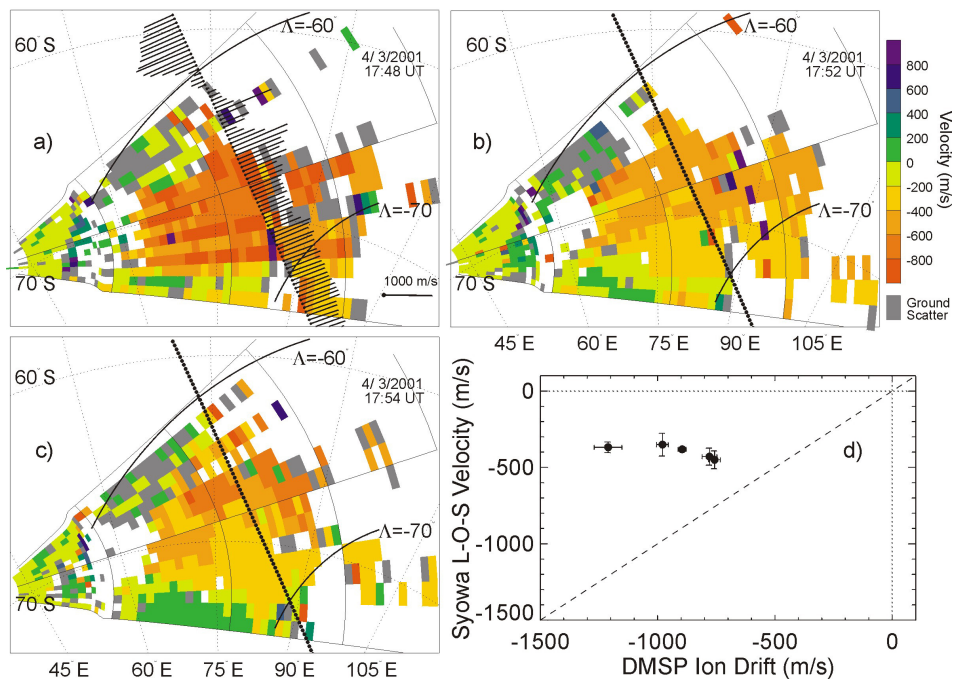 a)
60° S
Λ=-60°
4/ 3/2001
17:48 UT
Λ=-70°
70° S
1000 m/s
b)
60° S
Λ=-60°
4/ 3/2001
17:52 UT
Λ=-70°
70° S
45° E 60° E 75° E 90° E 105° E
800
600
400
200
0
-200
-400
-600
-800
Velocity (m/s)
Ground
Scatter
c)
60° S
Λ=-60°
4/ 3/2001
17:54 UT
Λ=-70°
70° S
45° E 60° E 75° E 90° E 105° E
d)
Syowa L-O-S Velocity (m/s)
0
-500
-1000
-1500
-1500 -1000 -500 0
DMSP Ion Drift (m/s)